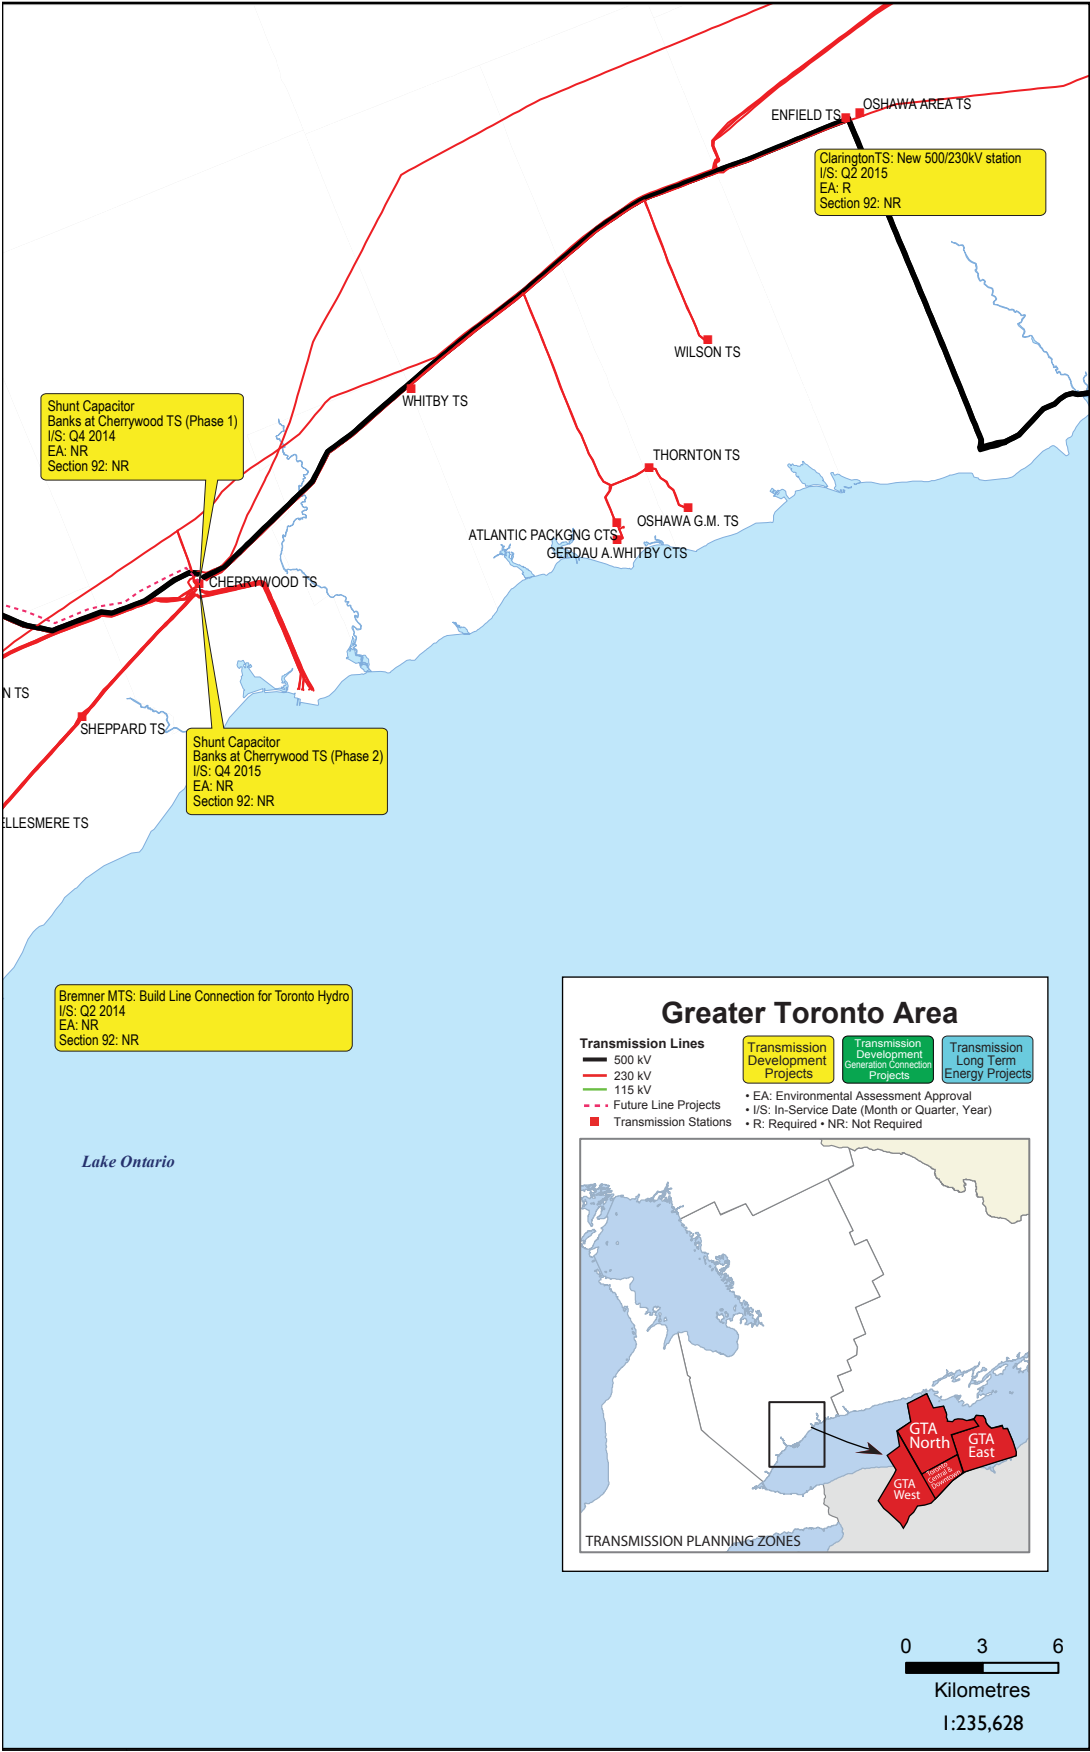 OSHAWA AREA TS
ENFIELD TS
ClaringtonTS: New 500/230kV station
I/S: Q2 2015
EA: R
Section 92: NR
WILSON TS
WHITBY TS
Shunt Capacitor
Banks at Cherrywood TS (Phase 1)
I/S: Q4 2014
EA: NR
Section 92: NR
THORNTON TS
OSHAWA G.M. TS
ATLANTIC PACKGNG CTS
GERDAU A.WHITBY CTS
CHERRYWOOD TS
N TS
SHEPPARD TS
Shunt Capacitor
Banks at Cherrywood TS (Phase 2)
I/S: Q4 2015
EA: NR
Section 92: NR
ELLESMERE TS
Bremner MTS: Build Line Connection for Toronto Hydro
I/S: Q2 2014
EA: NR
Section 92: NR
Lake Ontario
Greater Toronto Area
Transmission Lines
500 kV
230 kV
115 kV
Future Line Projects
Transmission Stations
Transmission
Development
Projects
Transmission
Development
Generation Connection
Projects
Transmission
Long Term
Energy Projects
• EA: Environmental Assessment Approval
• I/S: In-Service Date (Month or Quarter, Year)
• R: Required • NR: Not Required
GTA
North
GTA
East
GTA
West
Toronto
Central &
Downtown
TRANSMISSION PLANNING ZONES
0 3 6
Kilometres
1:235,628